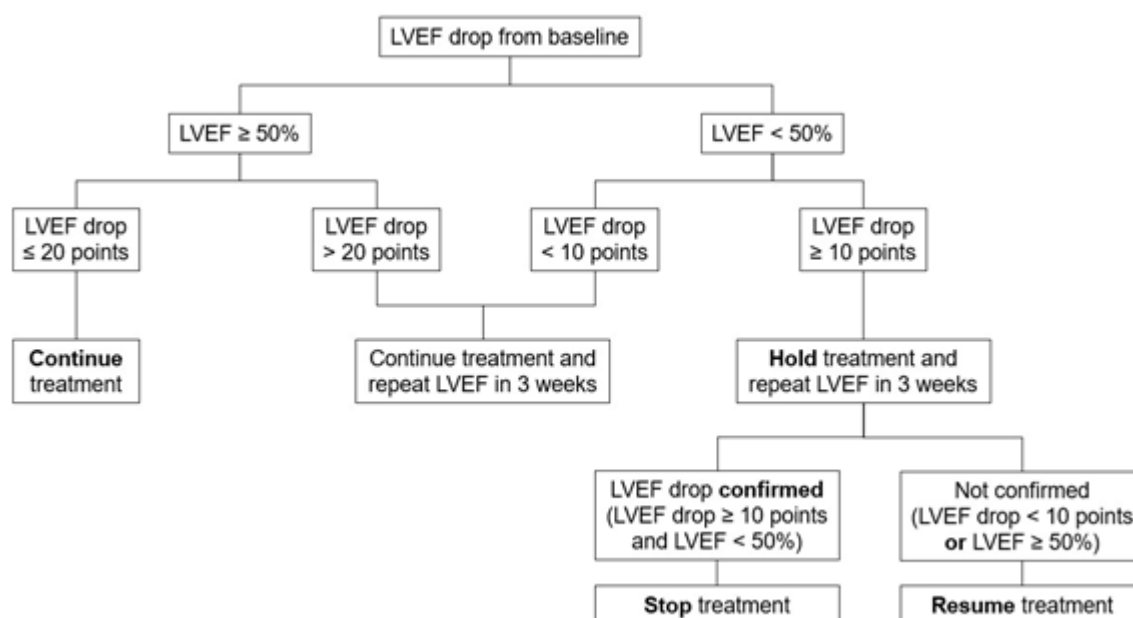 LVEF drop from baseline
LVEF ≥ 50%
LVEF < 50%
LVEF drop
≤ 20 points
LVEF drop
> 20 points
LVEF drop
< 10 points
LVEF drop
≥ 10 points
Continue
treatment
Continue treatment and
repeat LVEF in 3 weeks
Hold treatment and
repeat LVEF in 3 weeks
LVEF drop confirmed
(LVEF drop ≥ 10 points
and LVEF < 50%)
Not confirmed
(LVEF drop < 10 points
or LVEF ≥ 50%)
Stop treatment
Resume treatment